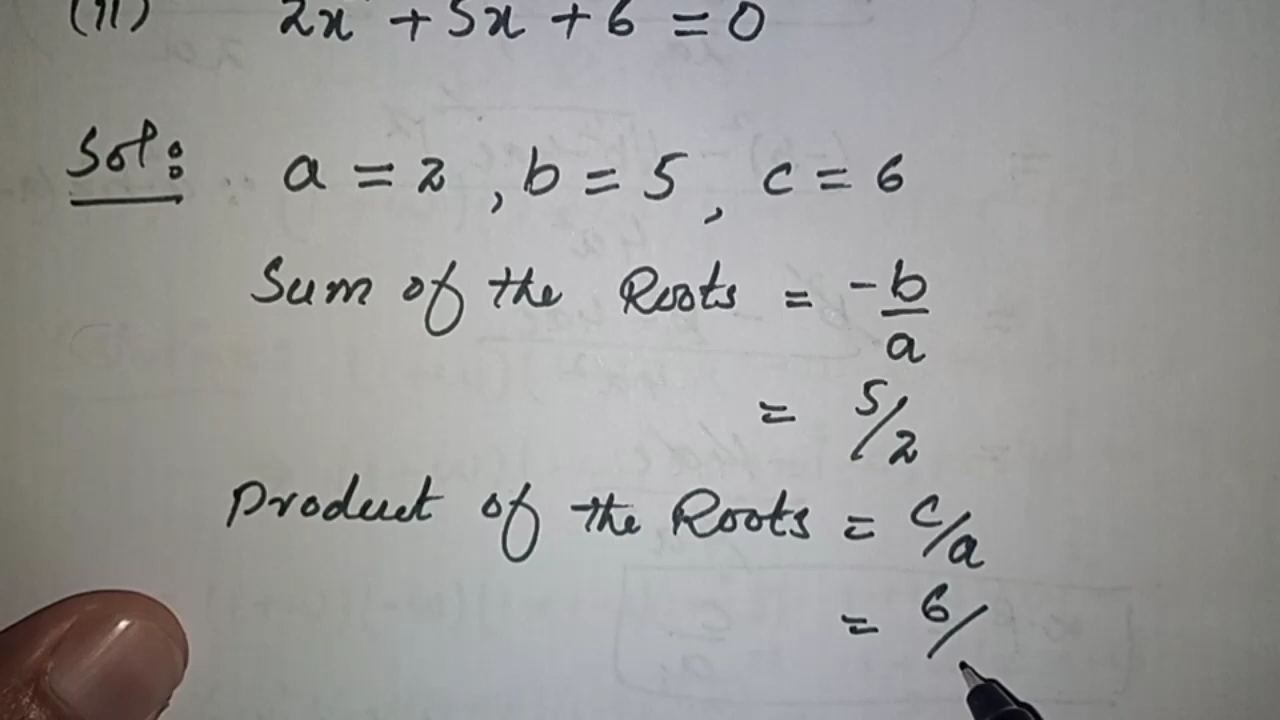 (ii) 2x + 5x + 6 = 0
Sol:
a = 2 , b = 5 , c = 6
Sum of the Roots = -b/a
= 5/2
Product of the Roots = c/a
= 6/